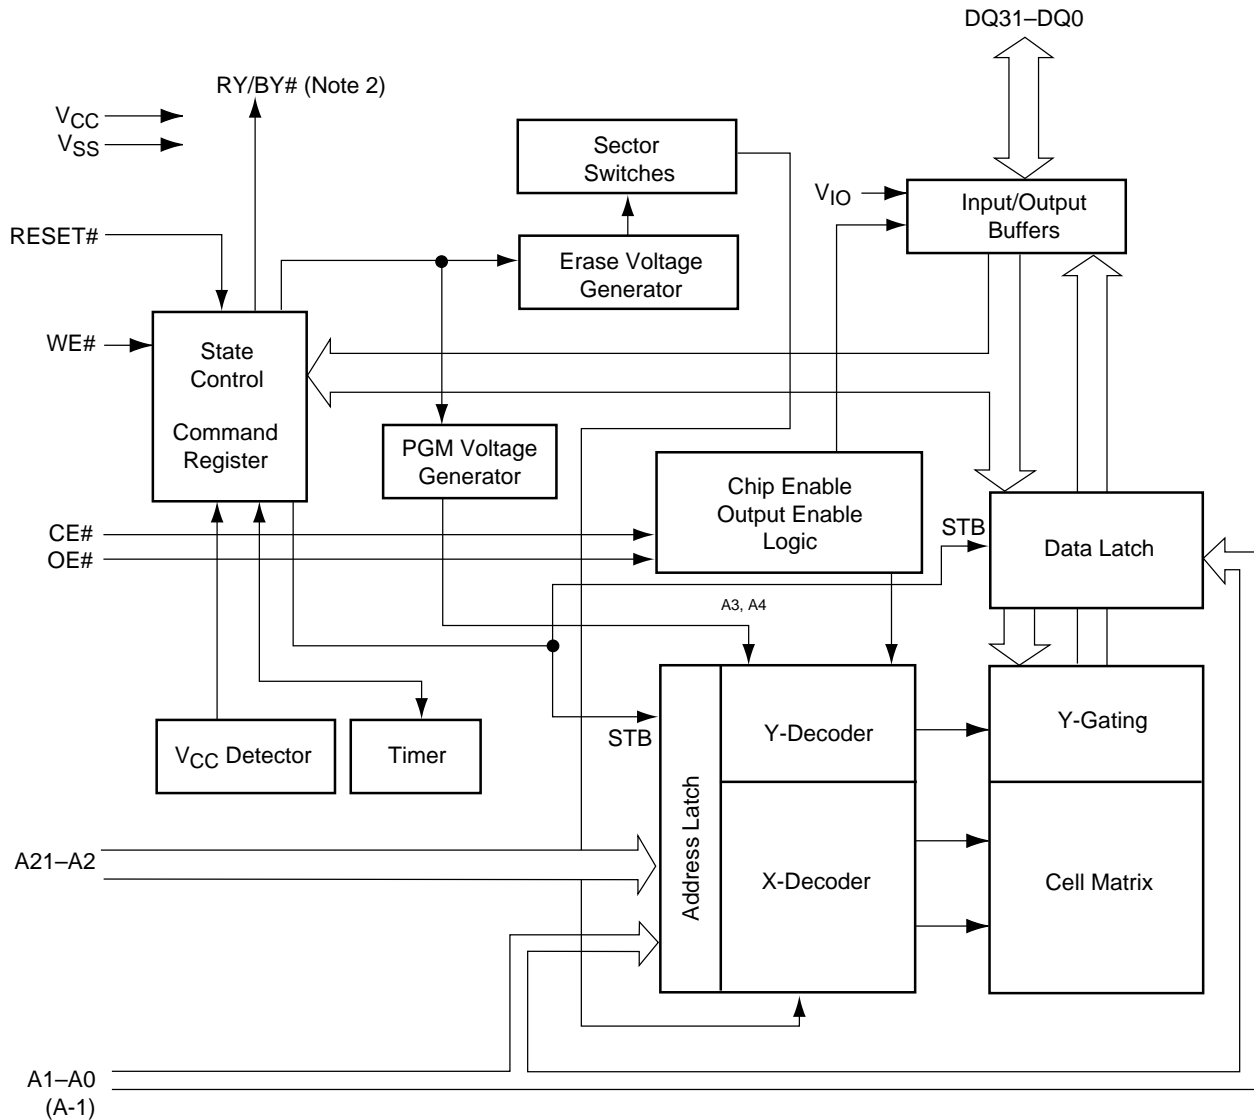 DQ31–DQ0
RY/BY# (Note 2)
VCC
VSS
Sector
Switches
VIO
Input/Output
Buffers
RESET#
Erase Voltage
Generator
WE#
State
Control
Command
Register
PGM Voltage
Generator
Chip Enable
Output Enable
Logic
CE#
OE#
STB
Data Latch
A3, A4
STB
Y-Decoder
Y-Gating
VCC Detector
Timer
Address Latch
A21–A2
X-Decoder
Cell Matrix
A1–A0
(A-1)